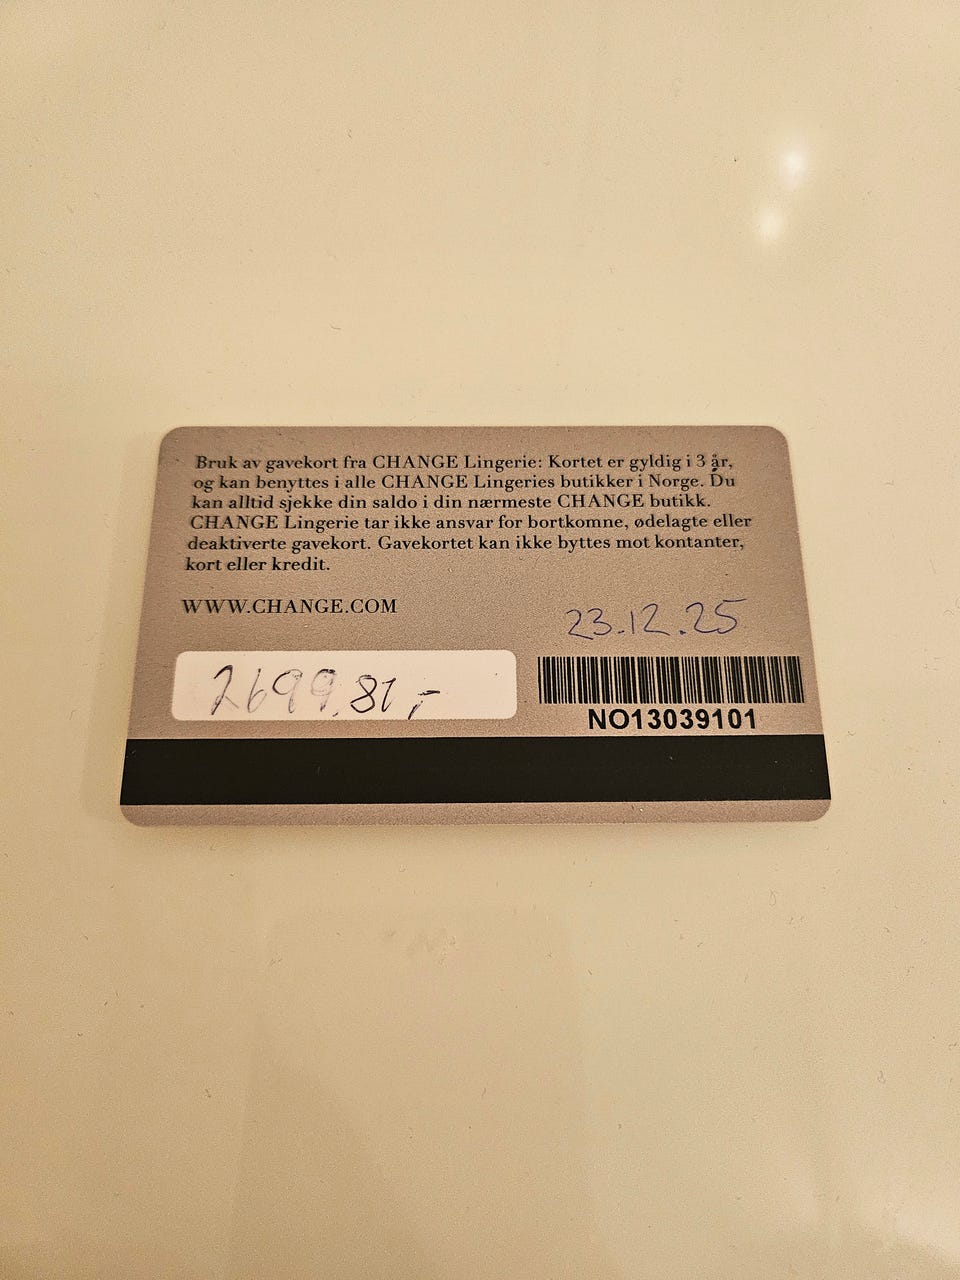 Bruk av gavekort fra CHANGE Lingerie: Kortet er gyldig i 3 år,
og kan benyttes i alle CHANGE Lingeries butikker i Norge. Du
kan alltid sjekke din saldo i din nærmeste CHANGE butikk.
CHANGE Lingerie tar ikke ansvar for bortkomne, ødelagte eller
deaktiverte gavekort. Gavekortet kan ikke byttes mot kontanter,
kort eller kredit.
WWW.CHANGE.COM
23.12.25
2699.81,-
NO13039101